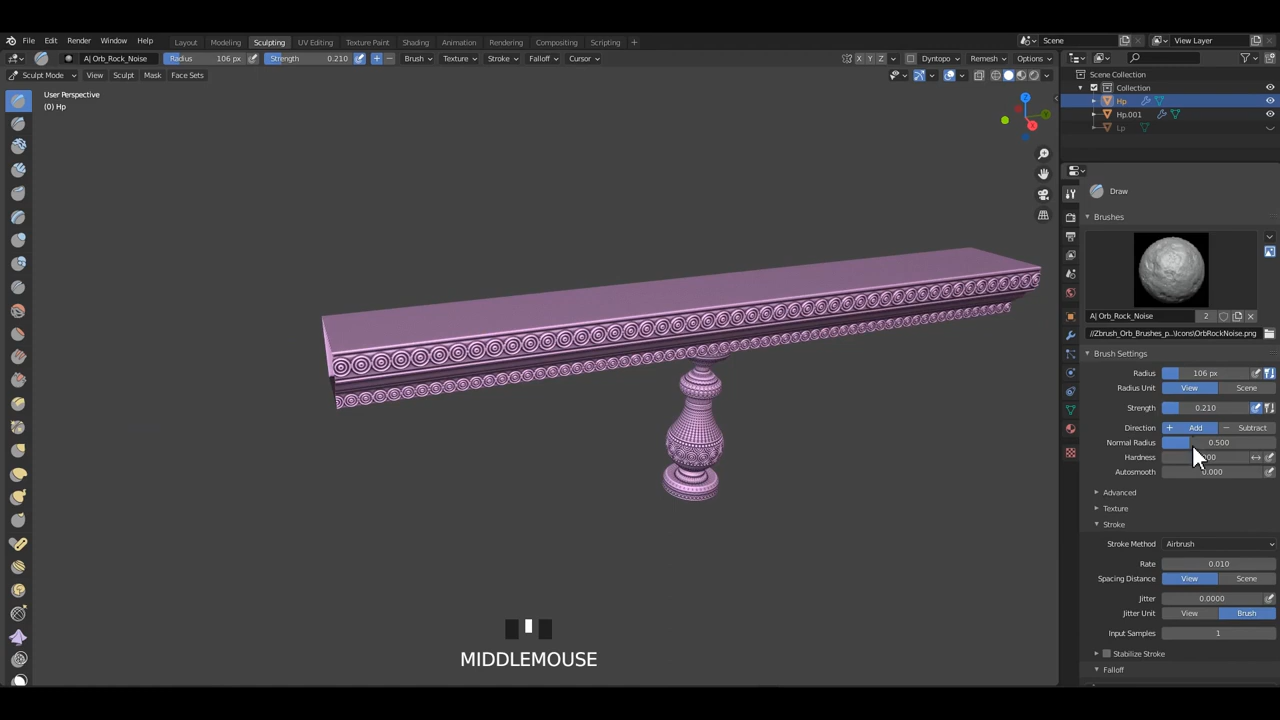 File Edit Render Window Help Layout Modeling Sculpting UV Editing Texture Paint Shading Animation Rendering Compositing Scripting + Scene View Layer
A| Orb_Rock_Noise Radius 106 px Strength 0.210 + − Brush Texture Stroke Falloff Cursor X Y Z Dyntopo Remesh Options
Sculpt Mode View Sculpt Mask Face Sets
Scene Collection
Collection
Hp
Hp.001
Lp
User Perspective
(0) Hp
Z
X
Y
Draw
Brushes
A| Orb_Rock_Noise 2
//Zbrush_Orb_Brushes_p...\Icons\OrbRockNoise.png
Brush Settings
Radius 106 px
Radius Unit View Scene
Strength 0.210
Direction + Add − Subtract
Normal Radius 0.500
Hardness
Autosmooth 0.000
Advanced
Texture
Stroke
Stroke Method Airbrush
Rate 0.010
Spacing Distance View Scene
Jitter 0.0000
Jitter Unit View Brush
Input Samples 1
Stabilize Stroke
Falloff
MIDDLEMOUSE